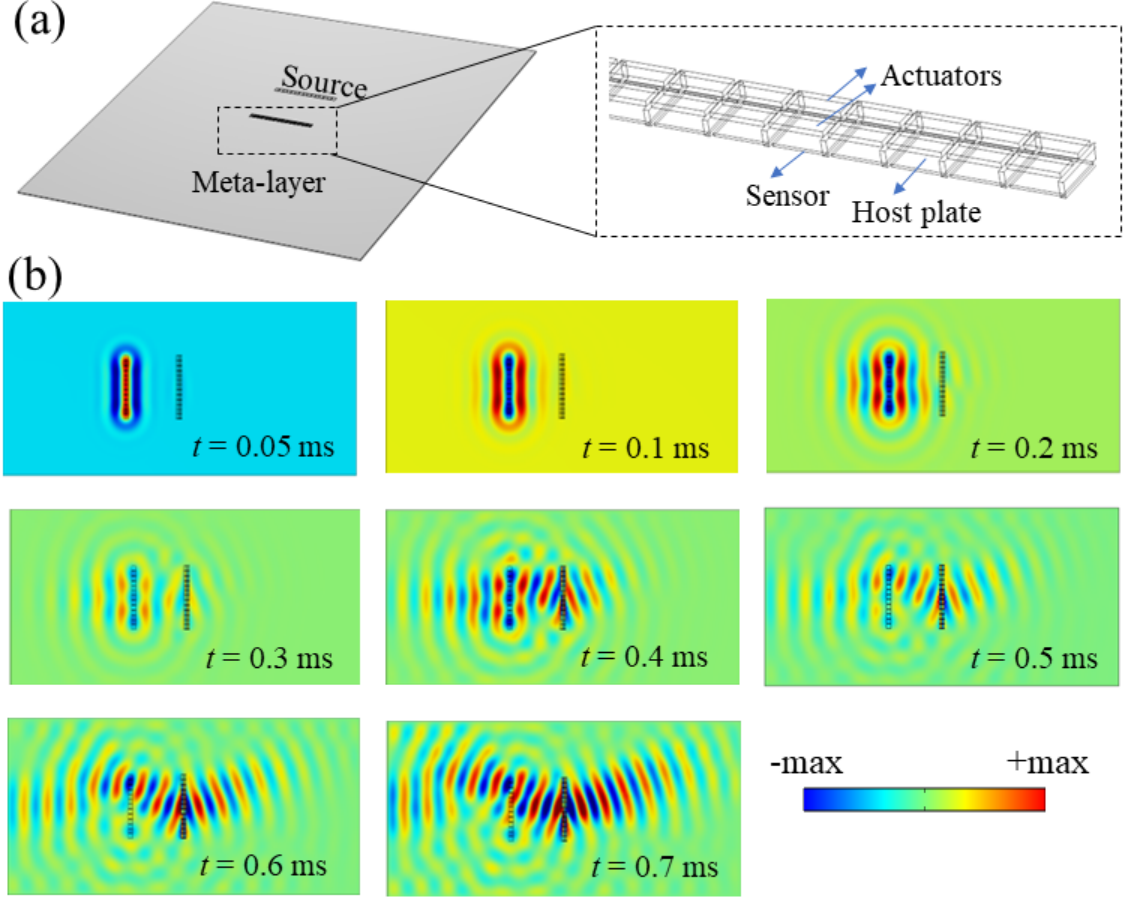 (a)
Source
Meta-layer
Actuators
Sensor
Host plate
(b)
t = 0.05 ms
t = 0.1 ms
t = 0.2 ms
t = 0.3 ms
t = 0.4 ms
t = 0.5 ms
t = 0.6 ms
t = 0.7 ms
-max +max